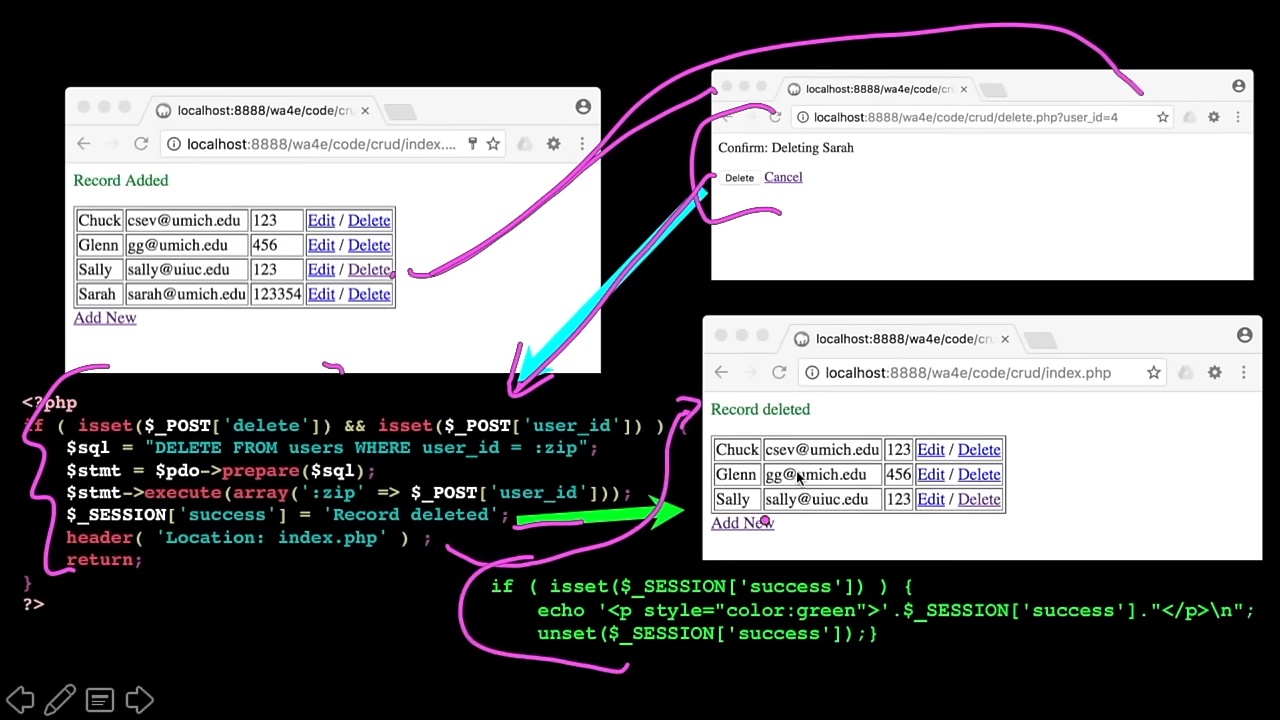 localhost:8888/wa4e/code/cru
localhost:8888/wa4e/code/crud/index....
Record Added
Chuck csev@umich.edu 123 Edit / Delete
Glenn gg@umich.edu 456 Edit / Delete
Sally sally@uiuc.edu 123 Edit / Delete
Sarah sarah@umich.edu 123354 Edit / Delete
Add New
localhost:8888/wa4e/code/cru
localhost:8888/wa4e/code/crud/delete.php?user_id=4
Confirm: Deleting Sarah
Delete Cancel
<?php
if ( isset($_POST['delete']) && isset($_POST['user_id']) ) {
$sql = "DELETE FROM users WHERE user_id = :zip";
$stmt = $pdo->prepare($sql);
$stmt->execute(array(':zip' => $_POST['user_id']));
$_SESSION['success'] = 'Record deleted';
header( 'Location: index.php' ) ;
return;
}
?>
localhost:8888/wa4e/code/cru
localhost:8888/wa4e/code/crud/index.php
Record deleted
Chuck csev@umich.edu 123 Edit / Delete
Glenn gg@umich.edu 456 Edit / Delete
Sally sally@uiuc.edu 123 Edit / Delete
Add New
if ( isset($_SESSION['success']) ) {
echo '<p style="color:green">'.$_SESSION['success']."</p>\n";
unset($_SESSION['success']);}